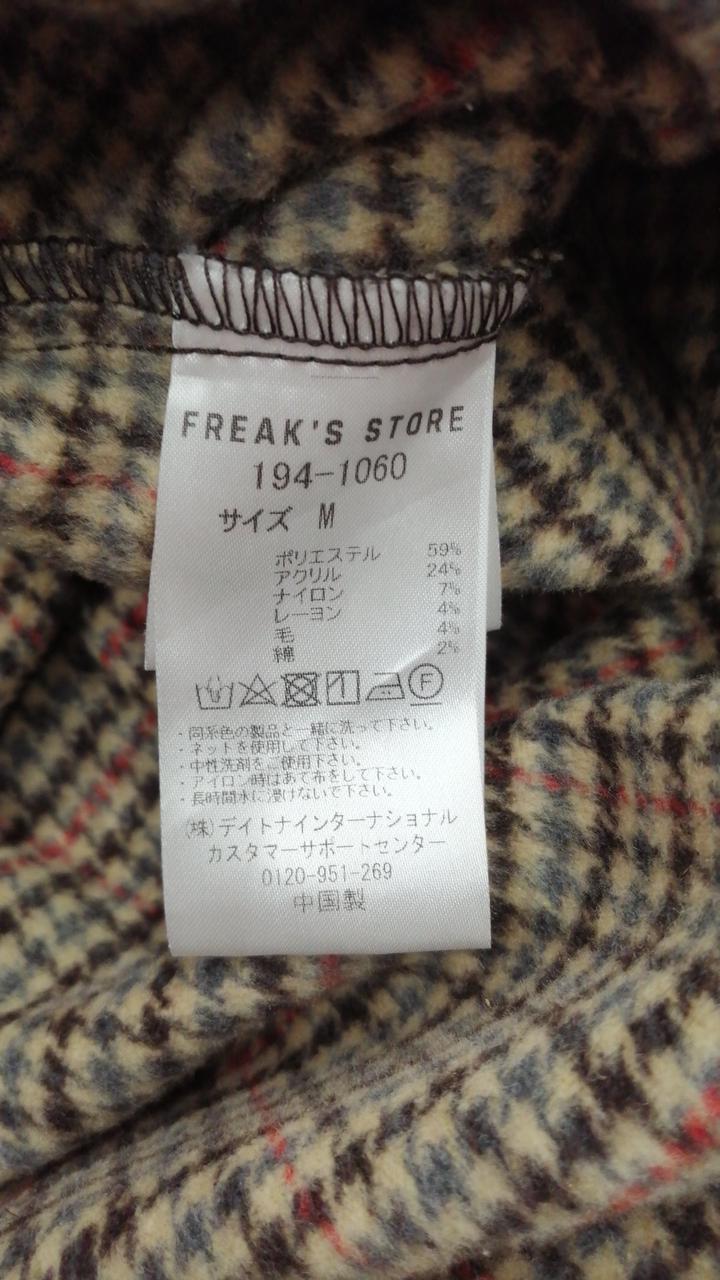 FREAK'S STORE
194-1060
サイズ M
ポリエステル 59%
アクリル 24%
ナイロン 7%
レーヨン 4%
毛 4%
綿 2%
F
・同系色の製品と一緒に洗って下さい。
・ネットを使用して下さい。
・中性洗剤をご使用下さい。
・アイロン時はあて布をして下さい。
・長時間水に浸けないで下さい。
(株)デイトナインターナショナル
カスタマーサポートセンター
0120-951-269
中国製